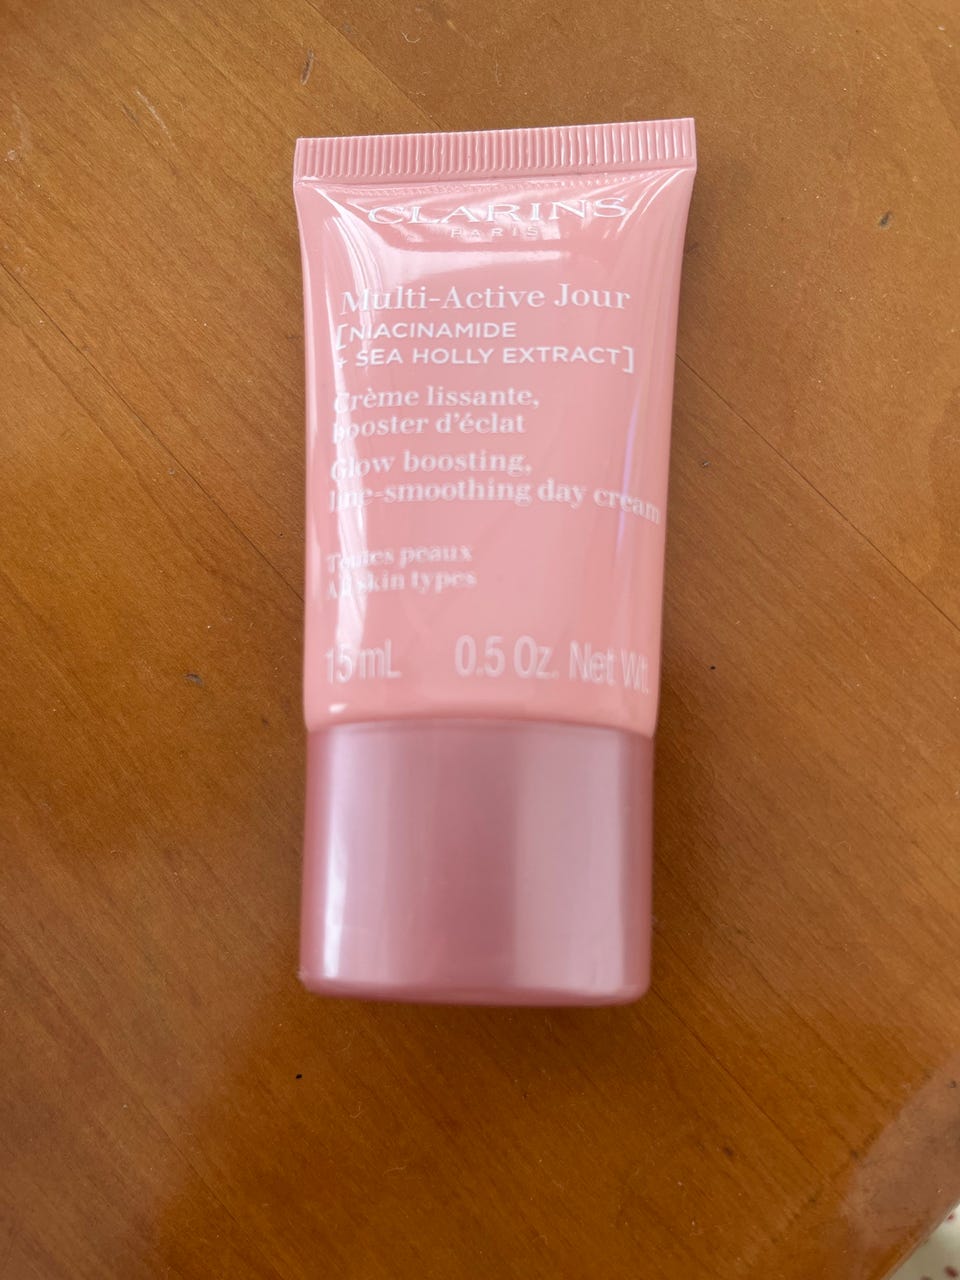 CLARINS
PARIS
Multi-Active Jour
[NIACINAMIDE
+ SEA HOLLY EXTRACT]
Crème lissante,
booster d'éclat
Glow boosting,
line-smoothing day cream
Toutes peaux
All skin types
15 mL 0.5 Oz. Net Wt.